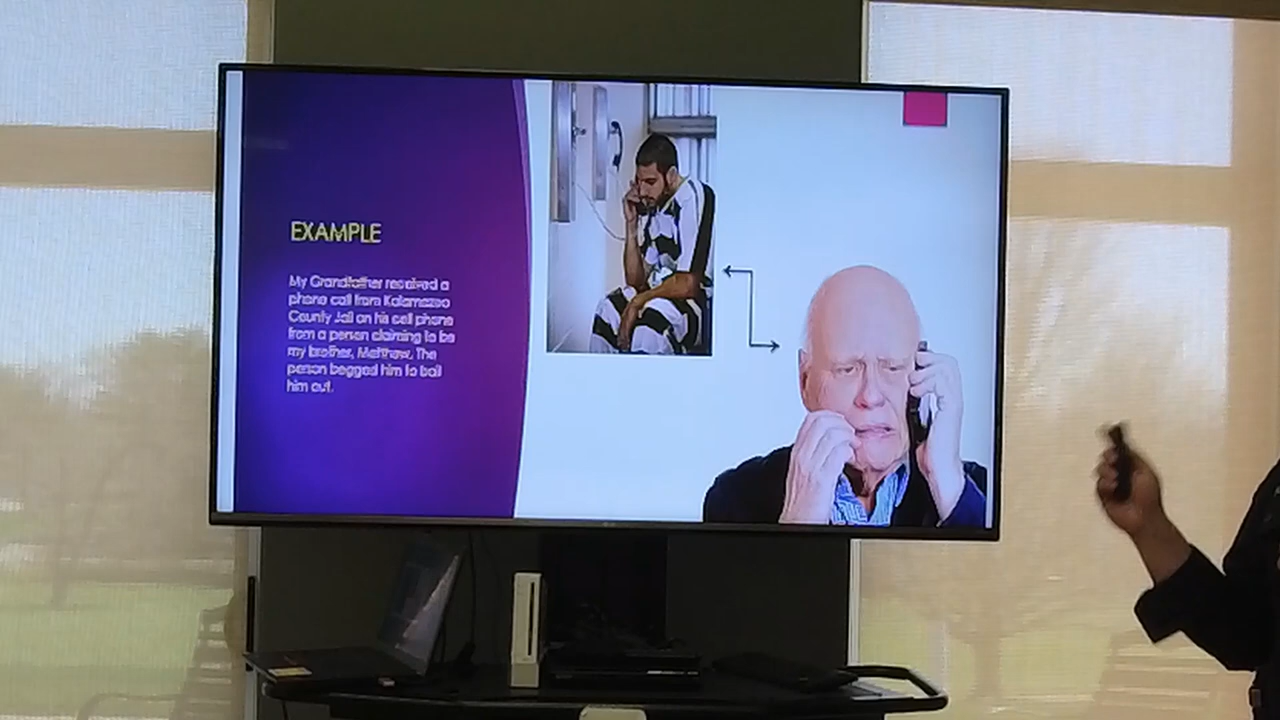 EXAMPLE
My Grandfather received a
phone call from Kalamazoo
County Jail on his cell phone
from a person claiming to be
my brother, Matthew. The
person begged him to bail
him out.